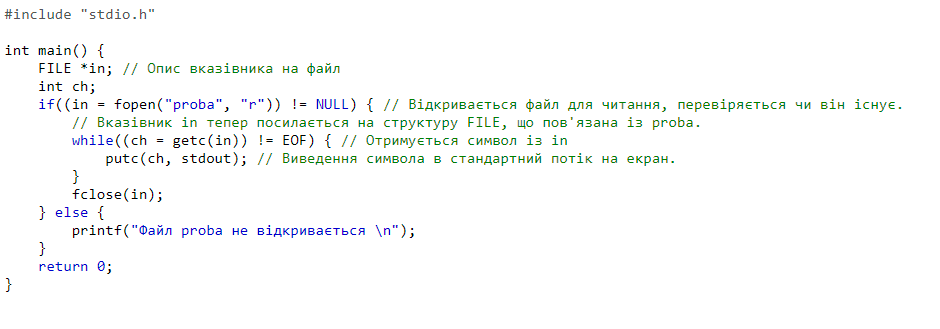 #include "stdio.h"
int main() {
FILE *in; // Опис вказівника на файл
int ch;
if((in = fopen("proba", "r")) != NULL) { // Відкривається файл для читання, перевіряється чи він існує.
// Вказівник in тепер посилається на структуру FILE, що пов'язана із proba.
while((ch = getc(in)) != EOF) { // Отримується символ із in
putc(ch, stdout); // Виведення символа в стандартний потік на екран.
}
fclose(in);
} else {
printf("Файл proba не відкривається \n");
}
return 0;
}